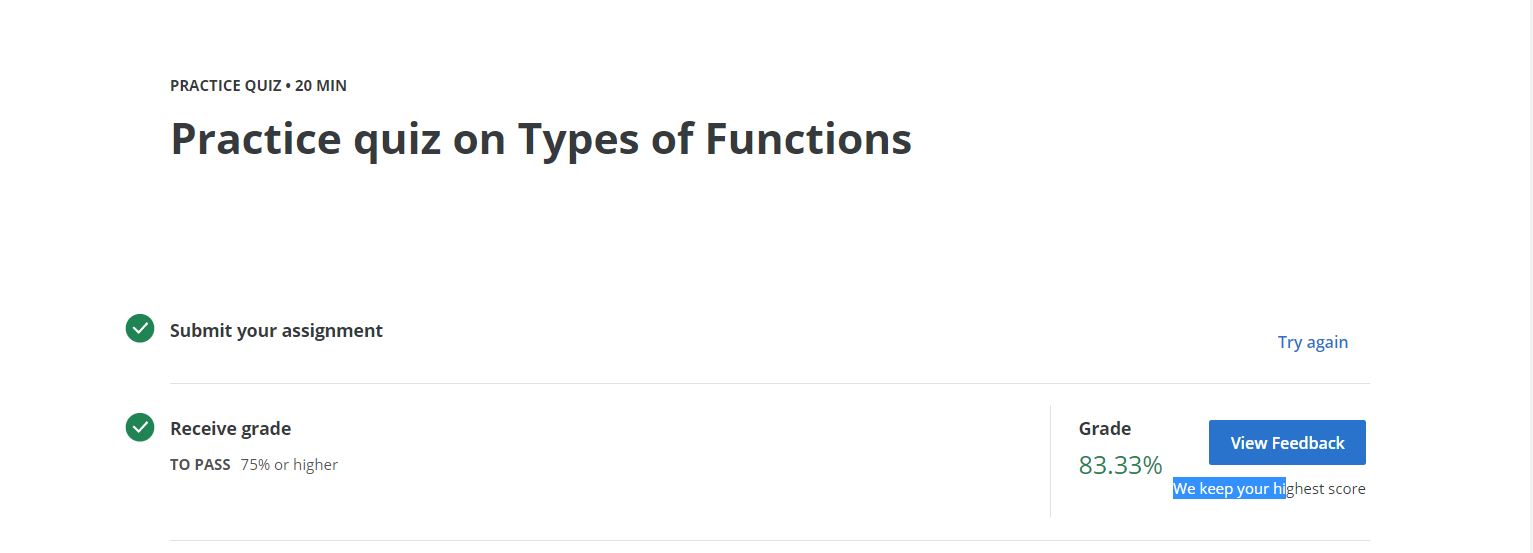 PRACTICE QUIZ • 20 MIN
Practice quiz on Types of Functions
Submit your assignment
Try again
Receive grade
TO PASS 75% or higher
Grade
83.33%
View Feedback
We keep your highest score